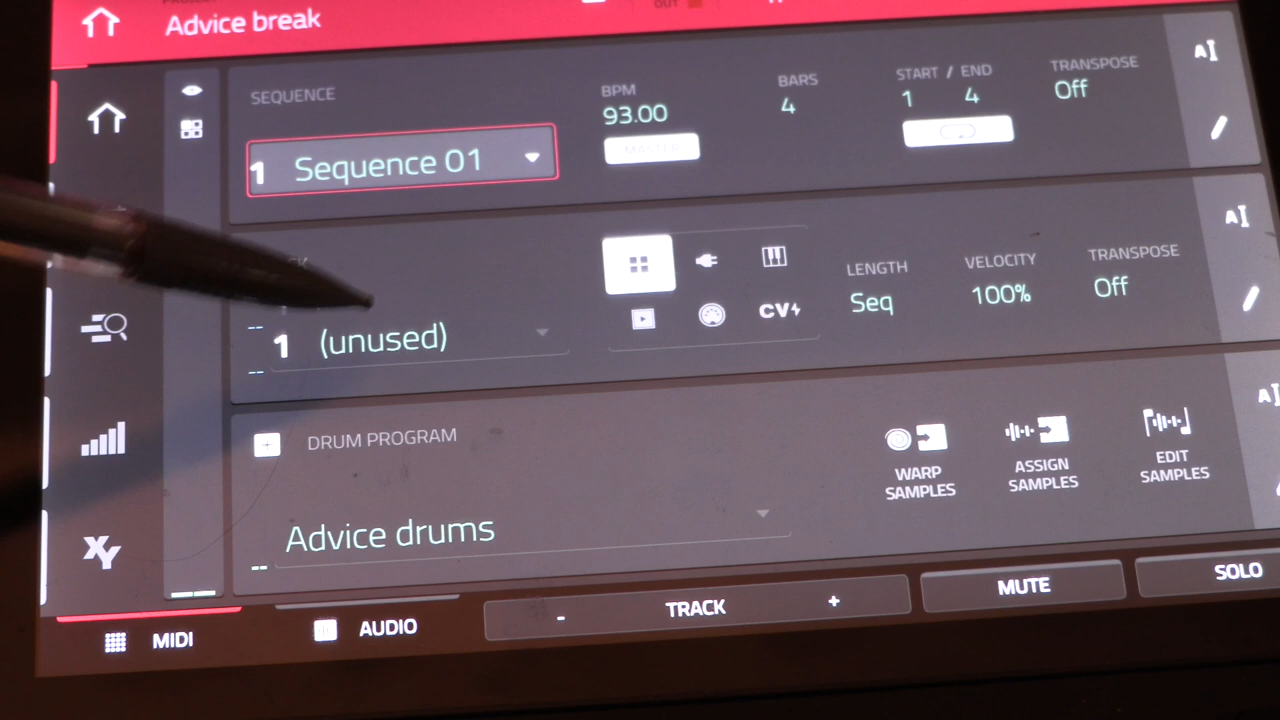 OUT
Advice break
SEQUENCE
1 Sequence 01
BPM
93.00
MASTER
BARS
4
START / END
1 4
TRANSPOSE
Off
1 (unused)
CV
LENGTH
Seq
VELOCITY
100%
TRANSPOSE
Off
DRUM PROGRAM
Advice drums
WARP
SAMPLES
ASSIGN
SAMPLES
EDIT
SAMPLES
XY
MIDI
AUDIO
- TRACK +
MUTE
SOLO